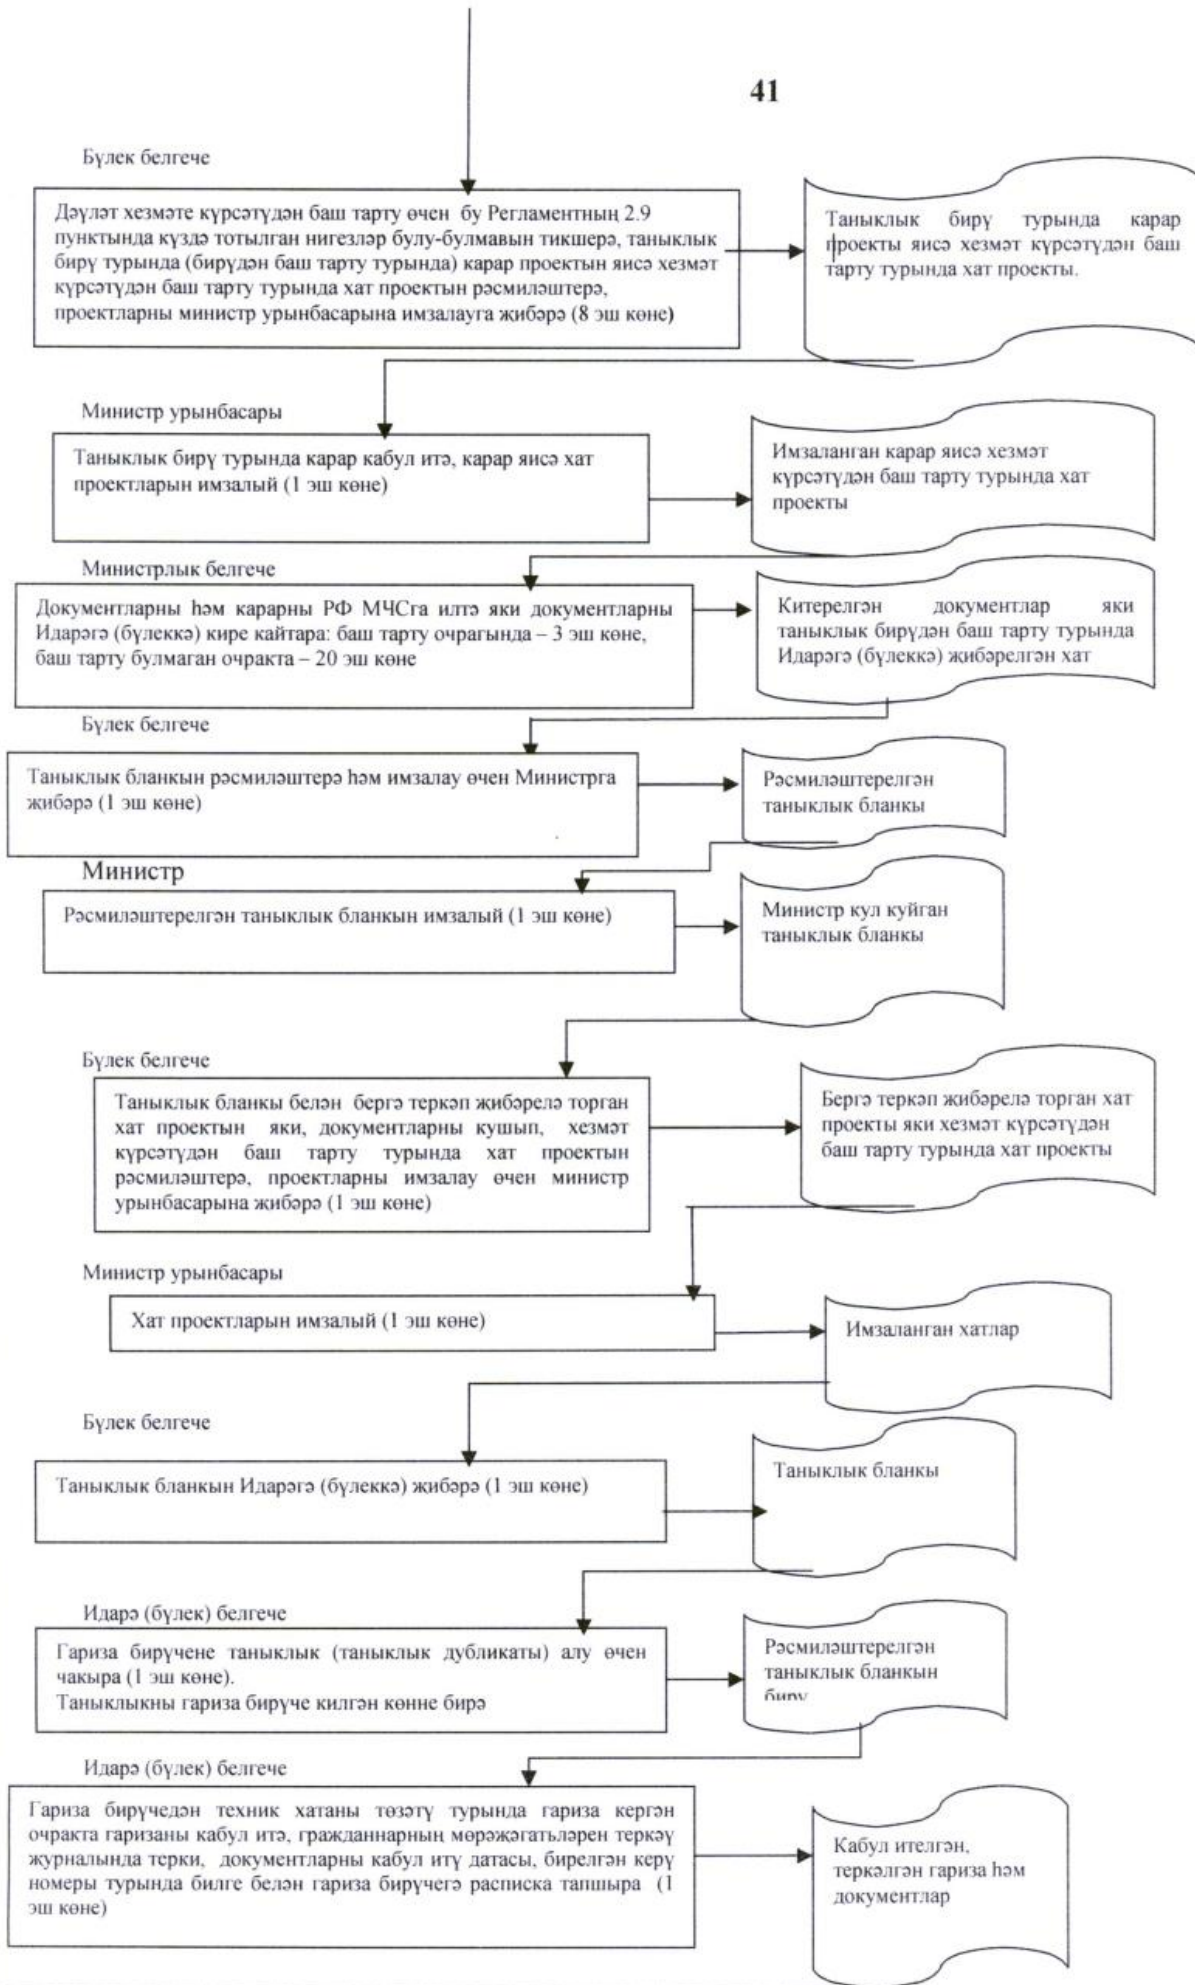 41
Бүлек белгече
Дәүләт хезмәте күрсәтүдән баш тарту өчен бу Регламентның 2.9
пунктында күздә тотылган нигезләр булу-булмавын тикшерә, таныклык
бирү турында (бирүдән баш тарту турында) карар проектын яисә хезмәт
күрсәтүдән баш тарту турында хат проектын рәсмиләштерә,
проектларны министр урынбасарына имзалауга җибәрә (8 эш көне)
Таныклык бирү турында карар
проекты яисә хезмәт күрсәтүдән баш
тарту турында хат проекты.
Министр урынбасары
Таныклык бирү турында карар кабул итә, карар яисә хат
проектларын имзалый (1 эш көне)
Имзаланган карар яисә хезмәт
күрсәтүдән баш тарту турында хат
проекты
Министрлык белгече
Документларны һәм карарны РФ МЧСга илтә яки документларны
Идарәгә (бүлеккә) кире кайтара: баш тарту очрагында – 3 эш көне,
баш тарту булмаган очракта – 20 эш көне
Китерелгән документлар яки
таныклык бирүдән баш тарту турында
Идарәгә (бүлеккә) җибәрелгән хат
Бүлек белгече
Таныклык бланкын рәсмиләштерә һәм имзалау өчен Министрга
җибәрә (1 эш көне)
Рәсмиләштерелгән
таныклык бланкы
Министр
Рәсмиләштерелгән таныклык бланкын имзалый (1 эш көне)
Министр кул куйган
таныклык бланкы
Бүлек белгече
Таныклык бланкы белән бергә теркәп җибәрелә торган
хат проектын яки, документларны кушып, хезмәт
күрсәтүдән баш тарту турында хат проектын
рәсмиләштерә, проектларны имзалау өчен министр
урынбасарына җибәрә (1 эш көне)
Бергә теркәп җибәрелә торган хат
проекты яки хезмәт күрсәтүдән
баш тарту турында хат проекты
Министр урынбасары
Хат проектларын имзалый (1 эш көне)
Имзаланган хатлар
Бүлек белгече
Таныклык бланкын Идарәгә (бүлеккә) җибәрә (1 эш көне)
Таныклык бланкы
Идарә (бүлек) белгече
Гариза бирүчене таныклык (таныклык дубликаты) алу өчен
чакыра (1 эш көне).
Таныклыкны гариза бирүче килгән көнне бирә
Рәсмиләштерелгән
таныклык бланкын
бирү
Идарә (бүлек) белгече
Гариза бирүчедән техник хатаны төзәтү турында гариза кергән
очракта гаризаны кабул итә, гражданнарның мөрәҗәгатьләрен теркәү
журналында терки, документларны кабул итү датасы, бирелгән керү
номеры турында билге белән гариза бирүчегә расписка тапшыра (1
эш көне)
Кабул ителгән,
теркәлгән гариза һәм
документлар